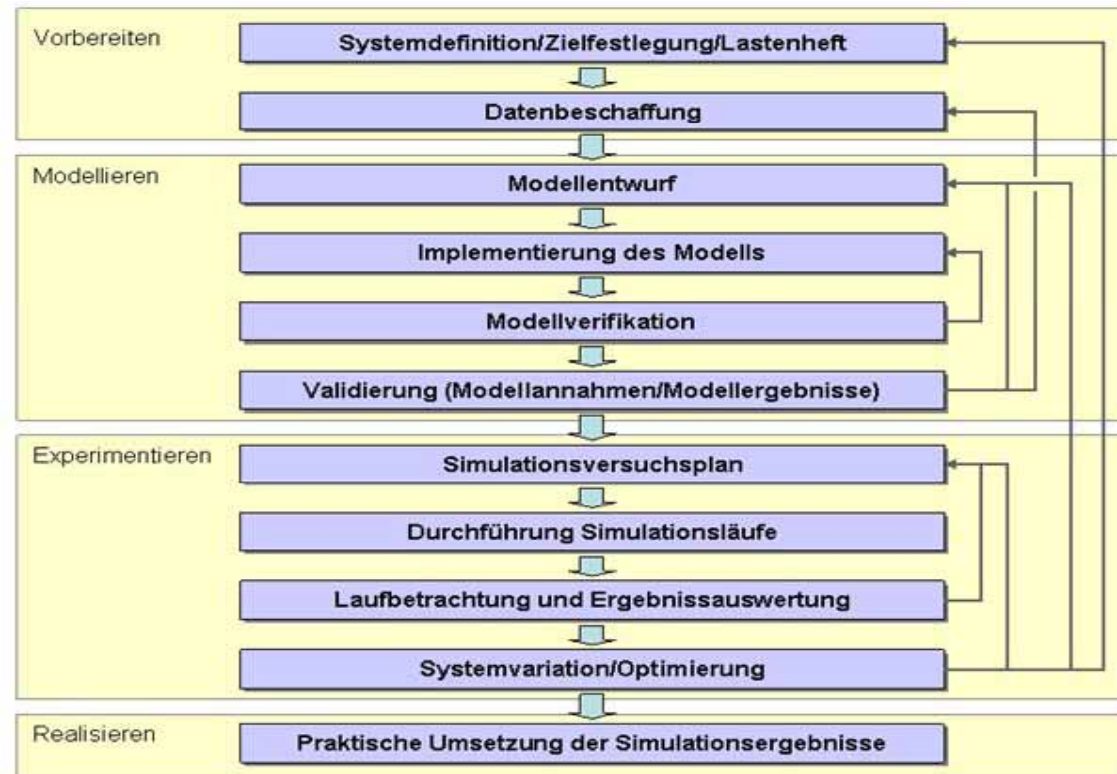 Vorbereiten
Systemdefinition/Zielfestlegung/Lastenheft
Datenbeschaffung
Modellieren
Modellentwurf
Implementierung des Modells
Modellverifikation
Validierung (Modellannahmen/Modellergebnisse)
Experimentieren
Simulationsversuchsplan
Durchführung Simulationsläufe
Laufbetrachtung und Ergebnissauswertung
Systemvariation/Optimierung
Realisieren
Praktische Umsetzung der Simulationsergebnisse